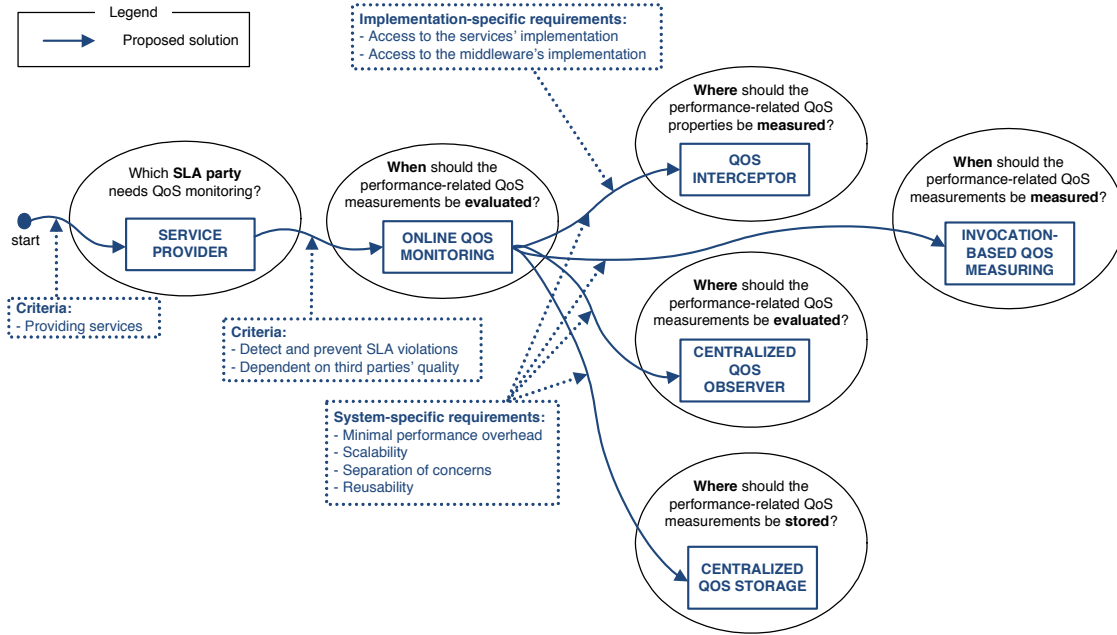 Legend
Proposed solution
Implementation-specific requirements:
- Access to the services' implementation
- Access to the middleware's implementation
Where should the
performance-related QoS
properties be measured?
QOS
INTERCEPTOR
Which SLA party
needs QoS monitoring?
SERVICE
PROVIDER
start
When should the
performance-related QoS
measurements be evaluated?
ONLINE QOS
MONITORING
When should the
performance-related QoS
measurements be measured?
INVOCATION-
BASED QOS
MEASURING
Criteria:
- Providing services
Criteria:
- Detect and prevent SLA violations
- Dependent on third parties' quality
Where should the
performance-related QoS
measurements be evaluated?
CENTRALIZED
QOS
OBSERVER
System-specific requirements:
- Minimal performance overhead
- Scalability
- Separation of concerns
- Reusability
Where should the
performance-related QoS
measurements be stored?
CENTRALIZED
QOS STORAGE